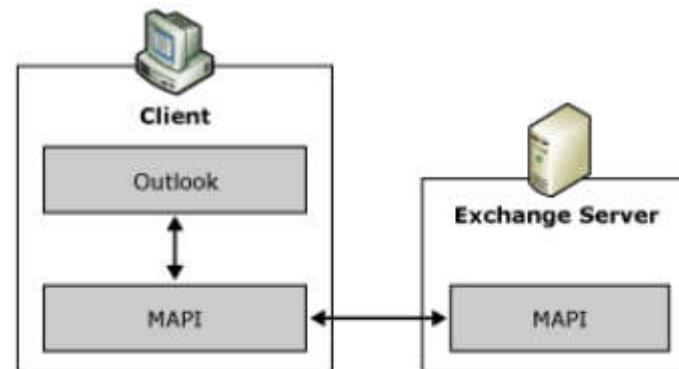 Client
Outlook
MAPI
Exchange Server
MAPI